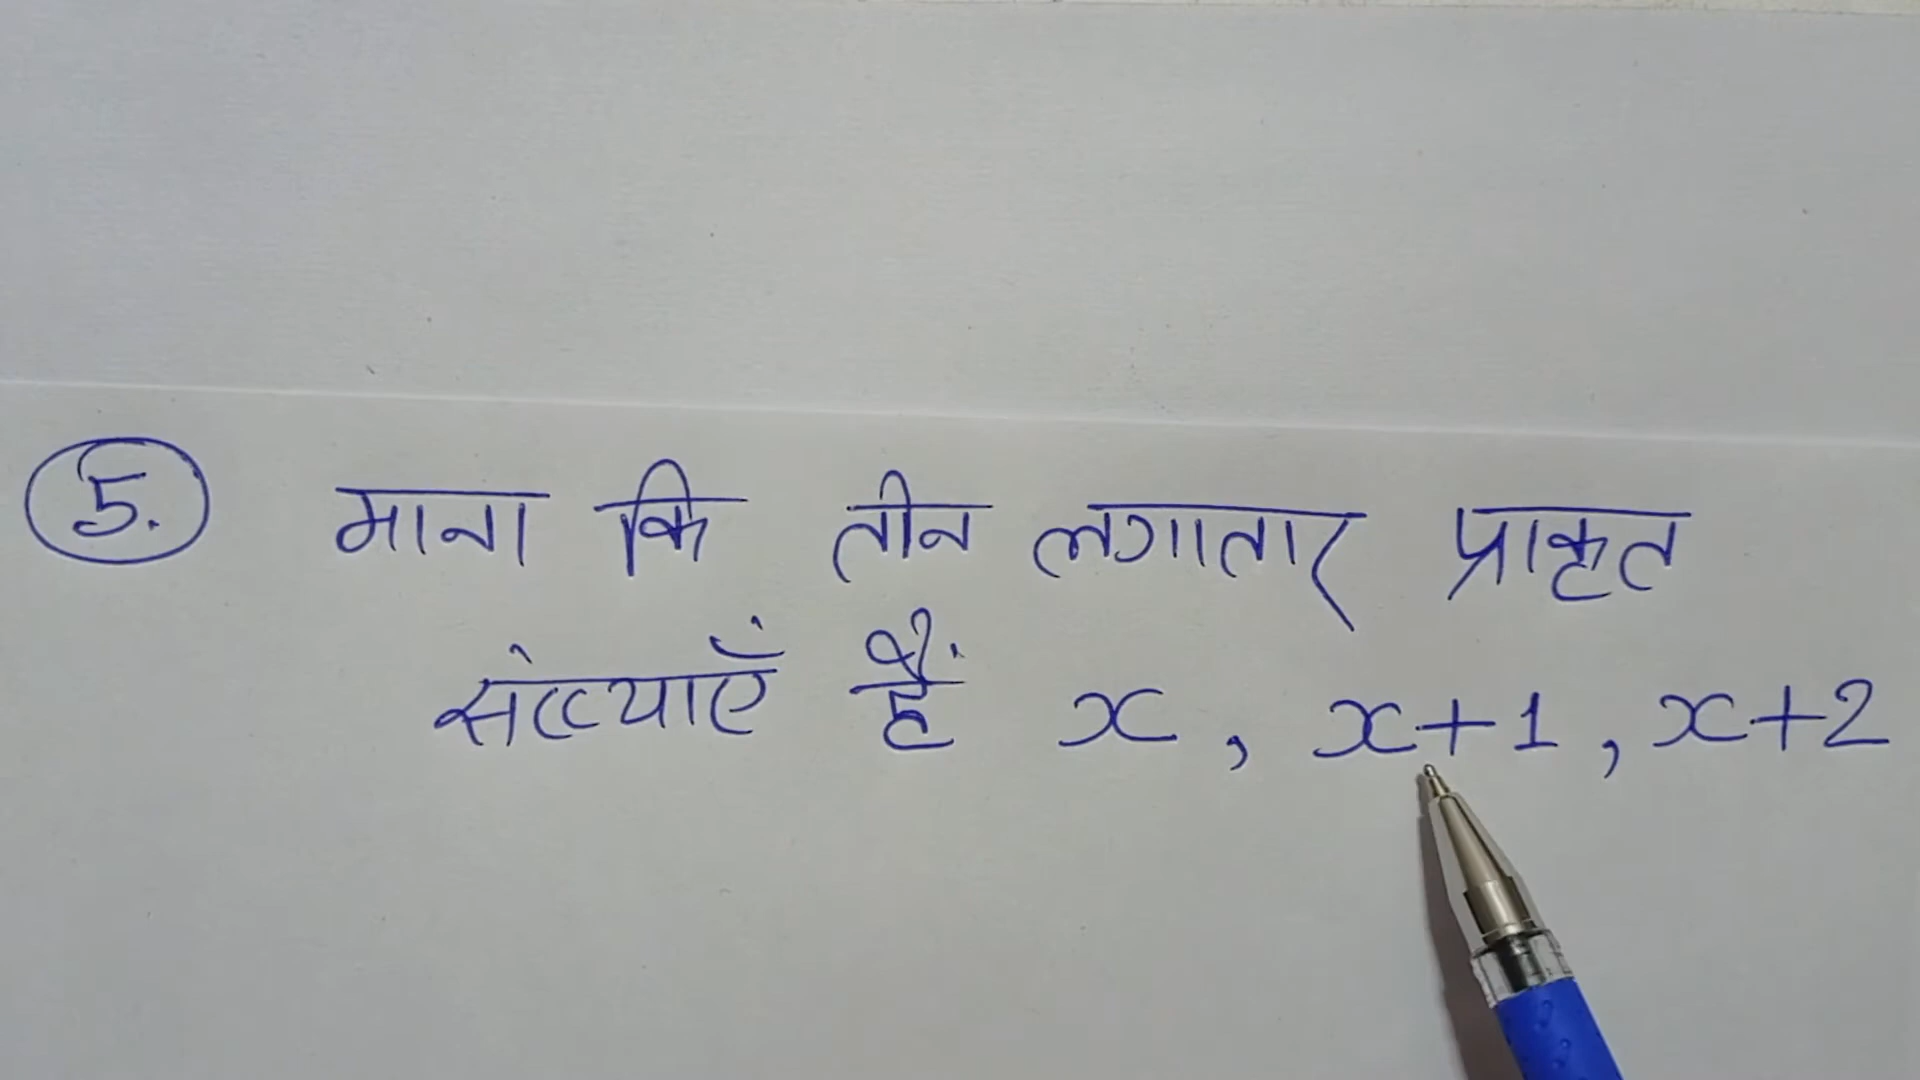 5. माना कि तीन लगातार प्राकृत
संख्याएँ हैं x, x+1, x+2